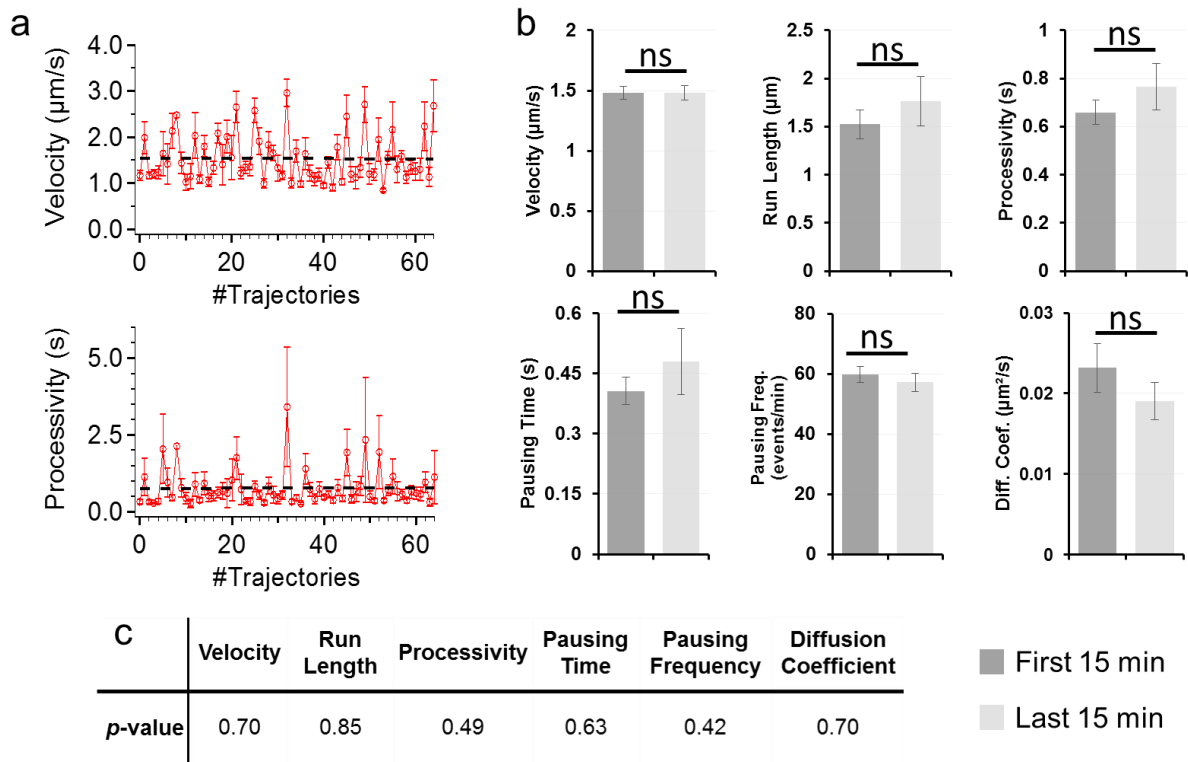 a
Velocity (µm/s)
4.0
3.0
2.0
1.0
0.0
0
20
40
60
#Trajectories
Processivity (s)
5.0
2.5
0.0
0
20
40
60
#Trajectories
b
Velocity (µm/s)
2
1.5
1
0.5
0
ns
Run Length (µm)
2.5
2
1.5
1
0.5
0
ns
Processivity (s)
1
0.8
0.6
0.4
0.2
0
ns
Pausing Time (s)
0.6
0.45
0.3
0.15
0
ns
Pausing Freq.
(events/min)
80
60
40
20
0
ns
Diff. Coef. (µm²/s)
0.03
0.02
0.01
0
ns
c
Velocity Run Length Processivity Pausing Time Pausing Frequency Diffusion Coefficient
p-value 0.70 0.85 0.49 0.63 0.42 0.70
First 15 min
Last 15 min